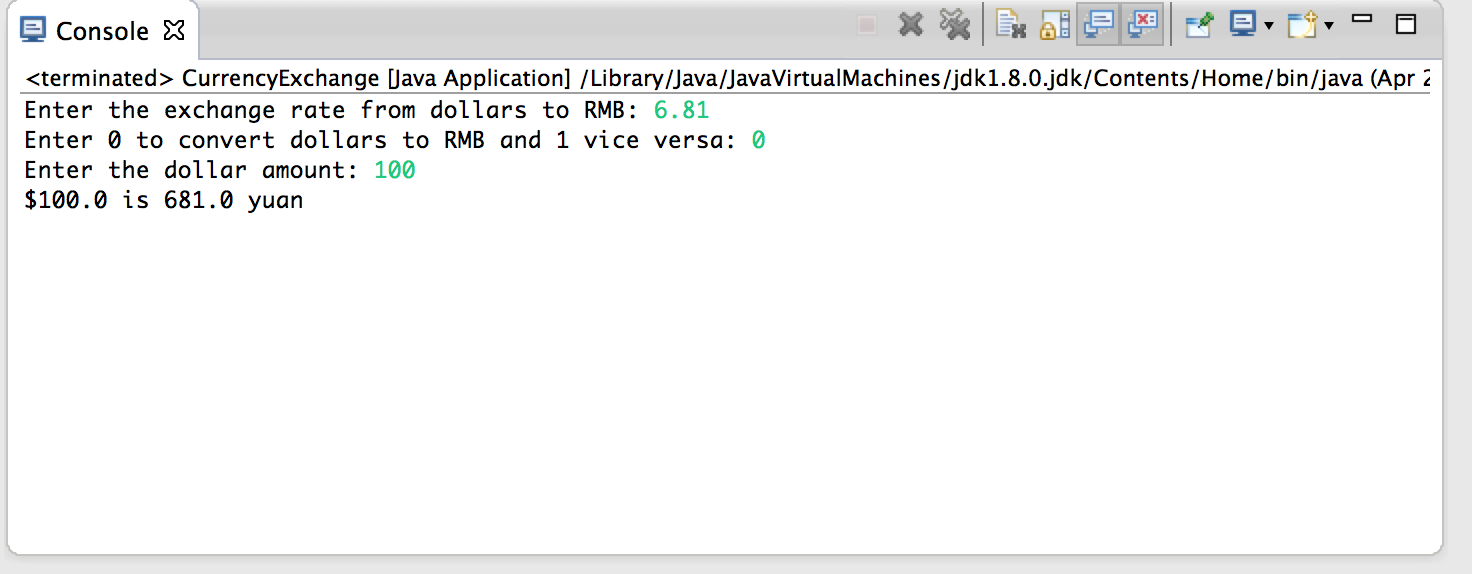 Console
<terminated> CurrencyExchange [Java Application] /Library/Java/JavaVirtualMachines/jdk1.8.0.jdk/Contents/Home/bin/java (Apr 2
Enter the exchange rate from dollars to RMB: 6.81
Enter 0 to convert dollars to RMB and 1 vice versa: 0
Enter the dollar amount: 100
$100.0 is 681.0 yuan